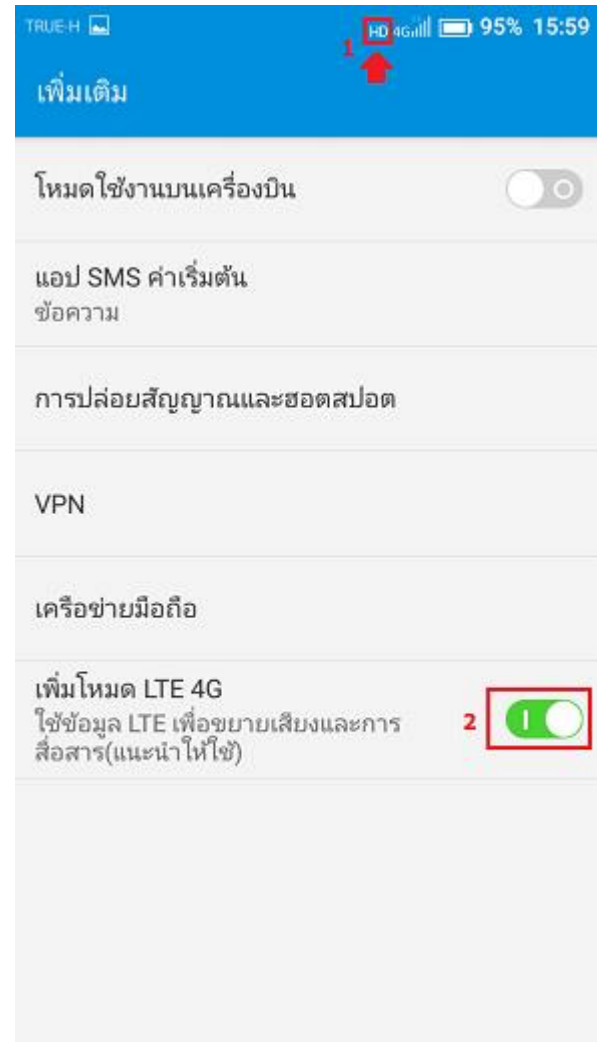 TRUE-H HD 4G 95% 15:59
1
เพิ่มเติม
โหมดใช้งานบนเครื่องบิน
แอป SMS ค่าเริ่มต้น
ข้อความ
การปล่อยสัญญาณและฮอตสปอต
VPN
เครือข่ายมือถือ
เพิ่มโหมด LTE 4G
ใช้ข้อมูล LTE เพื่อขยายเสียงและการ
สื่อสาร(แนะนำให้ใช้)
2